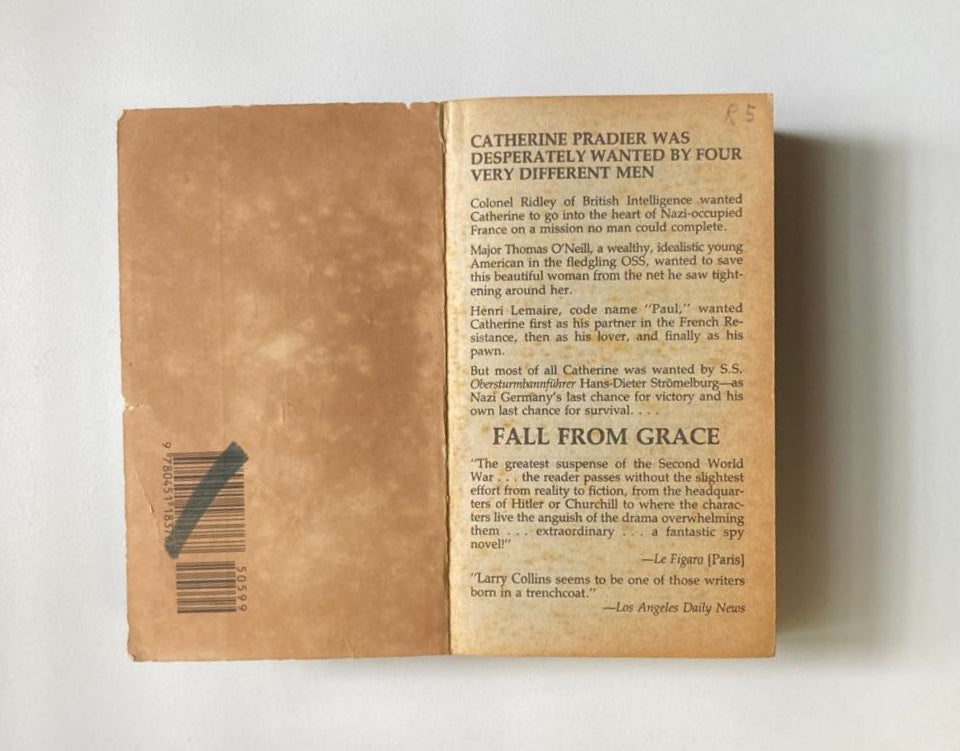 R 5
CATHERINE PRADIER WAS
DESPERATELY WANTED BY FOUR
VERY DIFFERENT MEN
Colonel Ridley of British Intelligence wanted
Catherine to go into the heart of Nazi-occupied
France on a mission no man could complete.
Major Thomas O'Neill, a wealthy, idealistic young
American in the fledgling OSS, wanted to save
this beautiful woman from the net he saw tight-
ening around her.
Henri Lemaire, code name "Paul," wanted
Catherine first as his partner in the French Re-
sistance, then as his lover, and finally as his
pawn.
But most of all Catherine was wanted by S.S.
Obersturmbannführer Hans-Dieter Strömelburg—as
Nazi Germany's last chance for victory and his
own last chance for survival. . . .
FALL FROM GRACE
"The greatest suspense of the Second World
War . . . the reader passes without the slightest
effort from reality to fiction, from the headquar-
ters of Hitler or Churchill to where the charac-
ters live the anguish of the drama overwhelming
them . . . extraordinary . . . a fantastic spy
novel!"
—Le Figaro [Paris]
"Larry Collins seems to be one of those writers
born in a trenchcoat."
—Los Angeles Daily News
50599